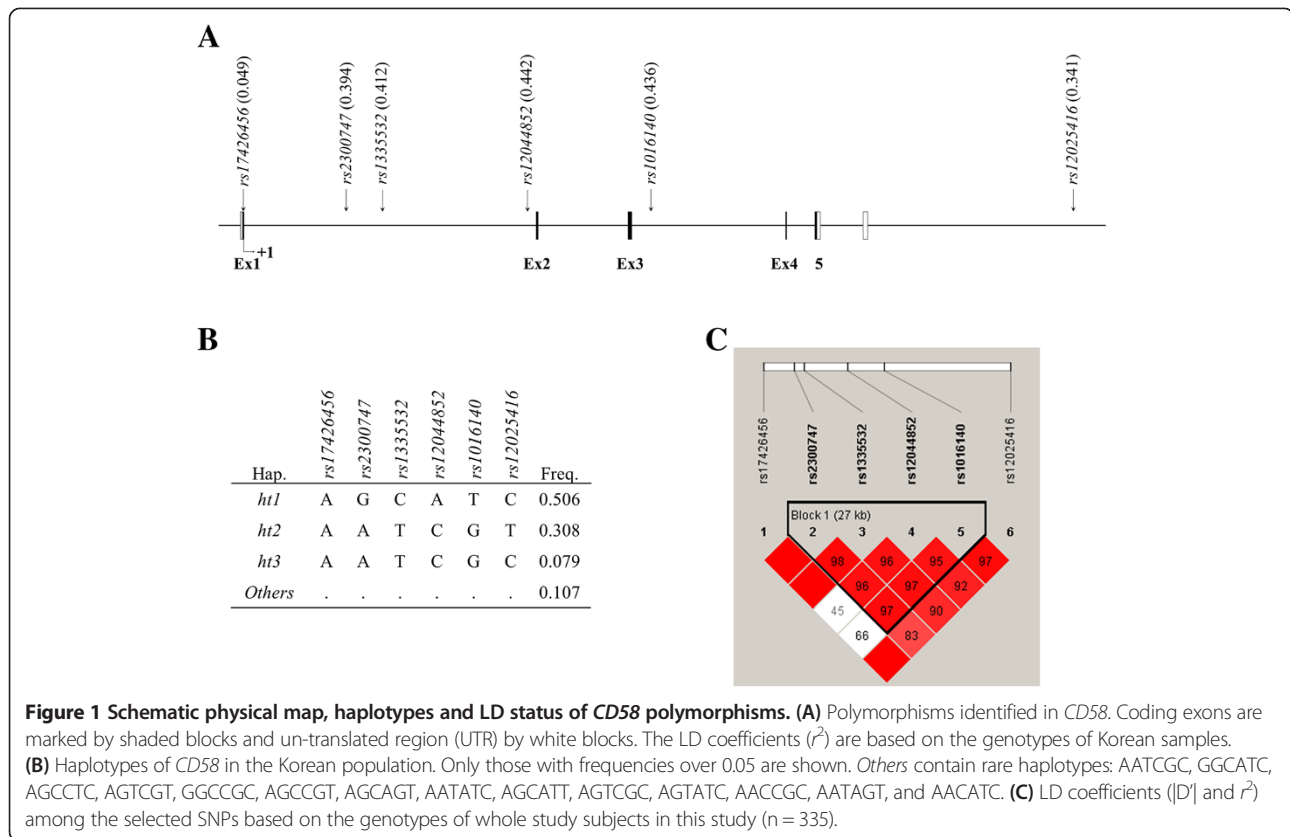 A
rs17426456 (0.049)
rs2300747 (0.394)
rs1335532 (0.412)
rs12044852 (0.442)
rs1016140 (0.436)
rs12025416 (0.341)
+1
Ex1 Ex2 Ex3 Ex4 5
B
Hap. rs17426456 rs2300747 rs1335532 rs12044852 rs1016140 rs12025416 Freq.
ht1 A G C A T C 0.506
ht2 A A T C G T 0.308
ht3 A A T C G C 0.079
Others . . . . . . 0.107
C
rs17426456
rs2300747
rs1335532
rs12044852
rs1016140
rs12025416
Block 1 (27 kb)
1 2 3 4 5 6
98 96 95 97
96 97 92
45 97 90
66 83
Figure 1 Schematic physical map, haplotypes and LD status of CD58 polymorphisms. (A) Polymorphisms identified in CD58. Coding exons are
marked by shaded blocks and un-translated region (UTR) by white blocks. The LD coefficients (r²) are based on the genotypes of Korean samples.
(B) Haplotypes of CD58 in the Korean population. Only those with frequencies over 0.05 are shown. Others contain rare haplotypes: AATCGC, GGCATC,
AGCCTC, AGTCGT, GGCCGC, AGCCGT, AGCAGT, AATATC, AGCATT, AGTCGC, AGTATC, AACCGC, AATAGT, and AACATC. (C) LD coefficients (|D'| and r²)
among the selected SNPs based on the genotypes of whole study subjects in this study (n = 335).